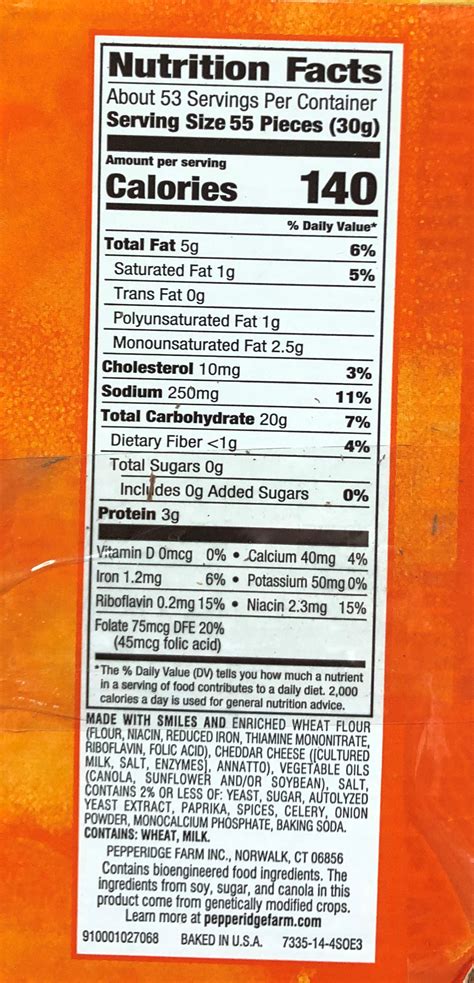 Nutrition Facts
About 53 Servings Per Container
Serving Size 55 Pieces (30g)
Amount per serving
Calories 140
% Daily Value*
Total Fat 5g 6%
Saturated Fat 1g 5%
Trans Fat 0g
Polyunsaturated Fat 1g
Monounsaturated Fat 2.5g
Cholesterol 10mg 3%
Sodium 250mg 11%
Total Carbohydrate 20g 7%
Dietary Fiber <1g 4%
Total Sugars 0g
Includes 0g Added Sugars 0%
Protein 3g
Vitamin D 0mcg 0% • Calcium 40mg 4%
Iron 1.2mg 6% • Potassium 50mg 0%
Riboflavin 0.2mg 15% • Niacin 2.3mg 15%
Folate 75mcg DFE 20%
(45mcg folic acid)
*The % Daily Value (DV) tells you how much a nutrient
in a serving of food contributes to a daily diet. 2,000
calories a day is used for general nutrition advice.
MADE WITH SMILES AND ENRICHED WHEAT FLOUR
(FLOUR, NIACIN, REDUCED IRON, THIAMINE MONONITRATE,
RIBOFLAVIN, FOLIC ACID), CHEDDAR CHEESE ([CULTURED
MILK, SALT, ENZYMES], ANNATTO), VEGETABLE OILS
(CANOLA, SUNFLOWER AND/OR SOYBEAN), SALT,
CONTAINS 2% OR LESS OF: YEAST, SUGAR, AUTOLYZED
YEAST EXTRACT, PAPRIKA, SPICES, CELERY, ONION
POWDER, MONOCALCIUM PHOSPHATE, BAKING SODA.
CONTAINS: WHEAT, MILK.
PEPPERIDGE FARM INC., NORWALK, CT 06856
Contains bioengineered food ingredients. The
ingredients from soy, sugar, and canola in this
product come from genetically modified crops.
Learn more at pepperidgefarm.com
910001027068 BAKED IN U.S.A. 7335-14-4SOE3